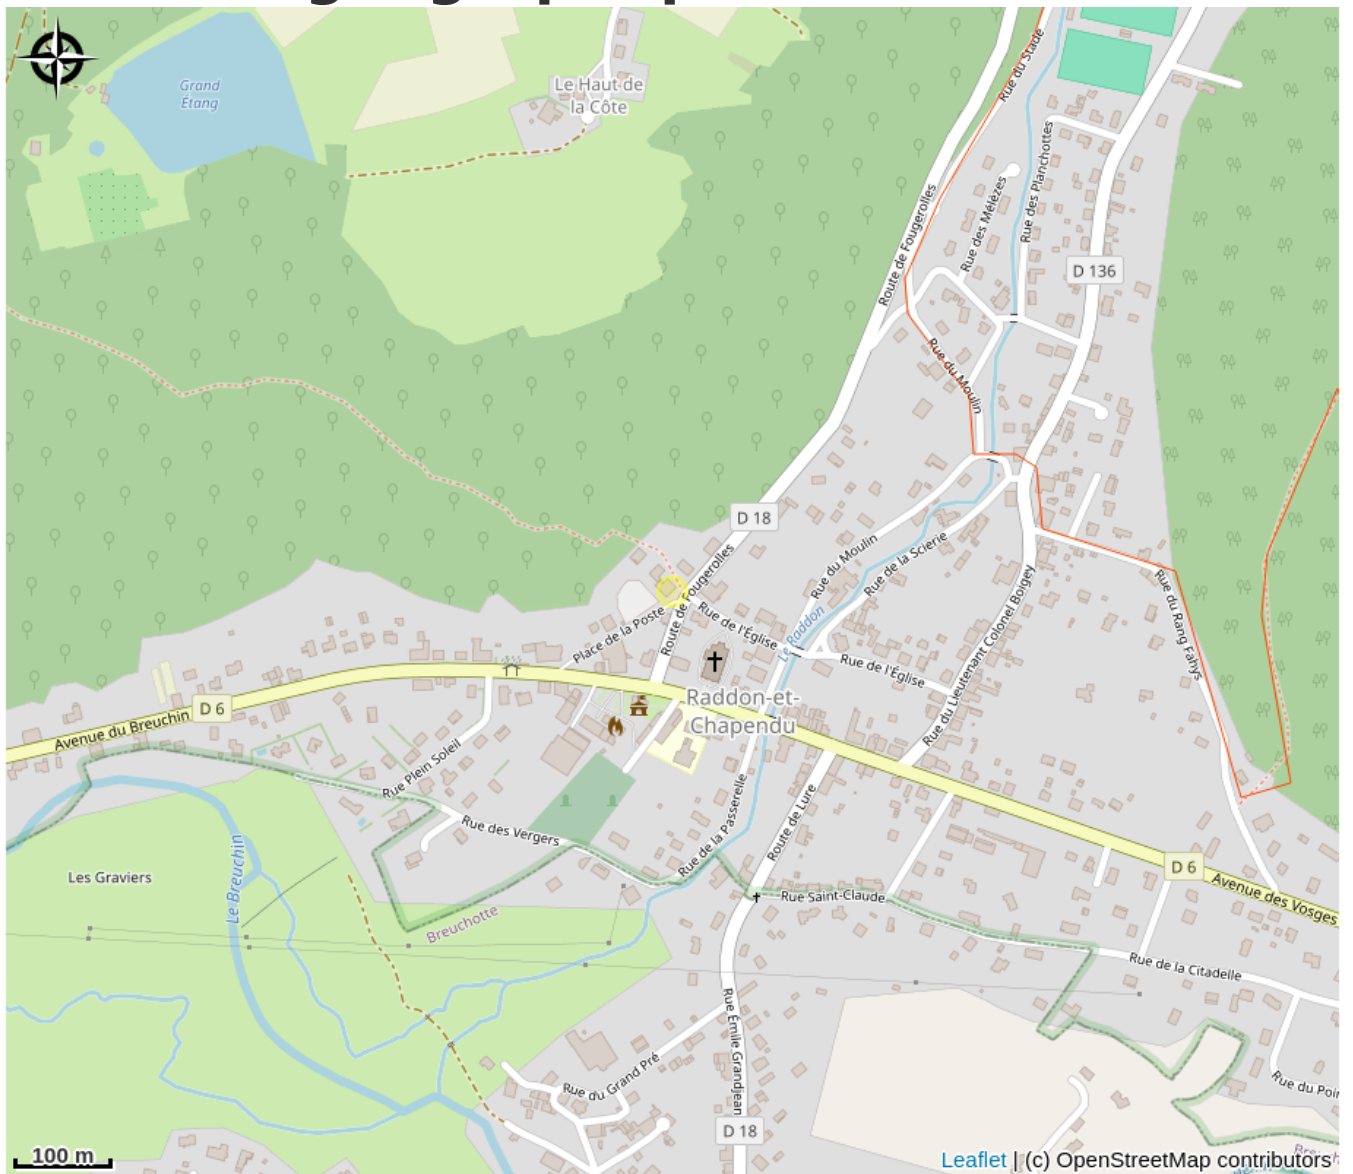 Grand
Étang
Le Haut de
la Côte
Rue du Stade
Rue des Planchottes
Rue des Mélèzes
Route de Fougerolles
D 136
Rue du Moulin
D 18
Route de Fougerolles
Rue du Moulin
Rue de la Scierie
Rue du Lieutenant Colonel Boigey
Rue du Rang Fahys
Place de la Poste
Rue de l'Église
Le Raddon
Rue de l'Église
Raddon-et-
Chapendu
D 6
Avenue du Breuchin
Rue Plein Soleil
Rue des Vergers
Rue de la Passerelle
Route de Lure
D 6
Avenue des Vosges
Les Graviers
Le Breuchin
Breuchotte
Rue Saint-Claude
Rue de la Citadelle
Rue Émile Grandjean
Rue du Grand Pré
Rue du Poir
D 18
100 m
Leaflet | (c) OpenStreetMap contributors